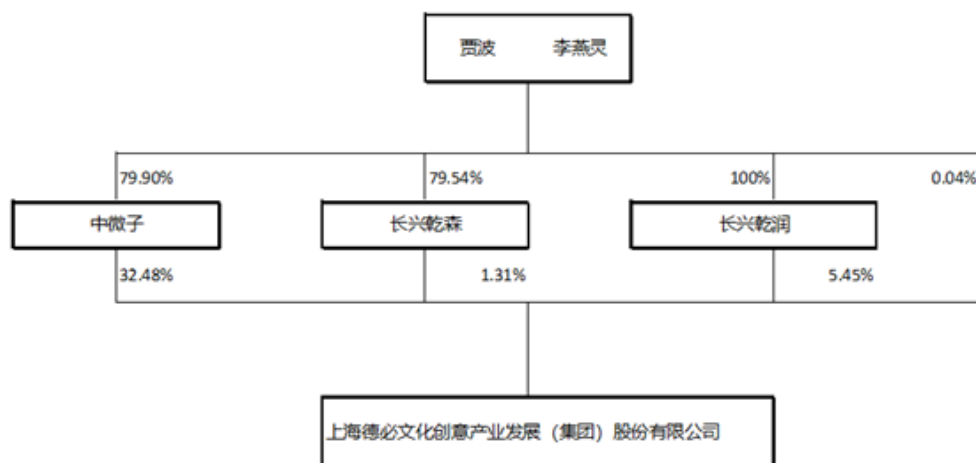 贾波 李燕灵
79.90% 79.54% 100% 0.04%
中微子 长兴乾森 长兴乾润
32.48% 1.31% 5.45%
上海德必文化创意产业发展（集团）股份有限公司